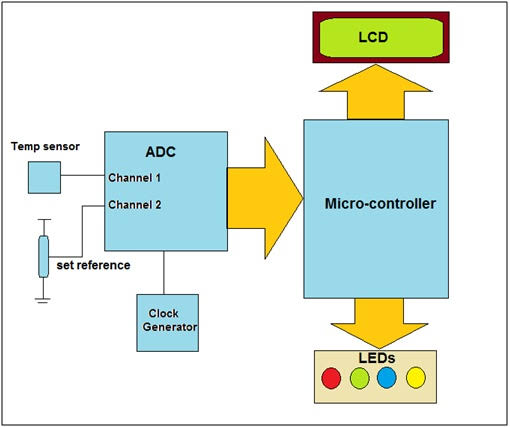 LCD
Temp sensor
ADC
Channel 1
Channel 2
Micro-controller
set reference
Clock
Generator
LEDs